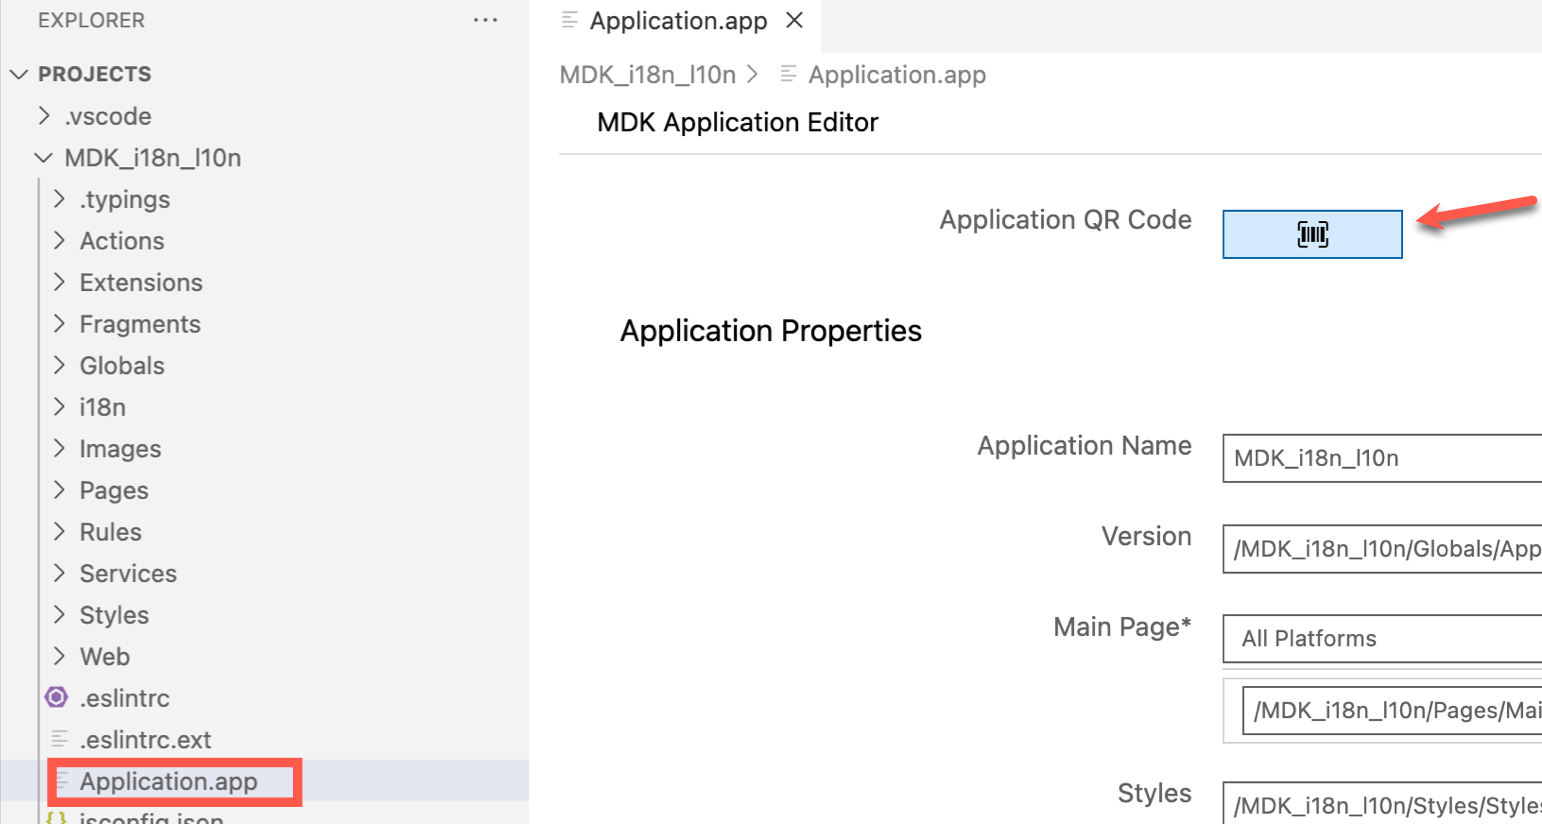 EXPLORER
PROJECTS
.vscode
MDK_i18n_l10n
.typings
Actions
Extensions
Fragments
Globals
i18n
Images
Pages
Rules
Services
Styles
Web
.eslintrc
.eslintrc.ext
Application.app
jsconfig.json
Application.app
MDK_i18n_l10n > Application.app
MDK Application Editor
Application QR Code
Application Properties
Application Name MDK_i18n_l10n
Version /MDK_i18n_l10n/Globals/App
Main Page* All Platforms
/MDK_i18n_l10n/Pages/Mai
Styles /MDK_i18n_l10n/Styles/Styles